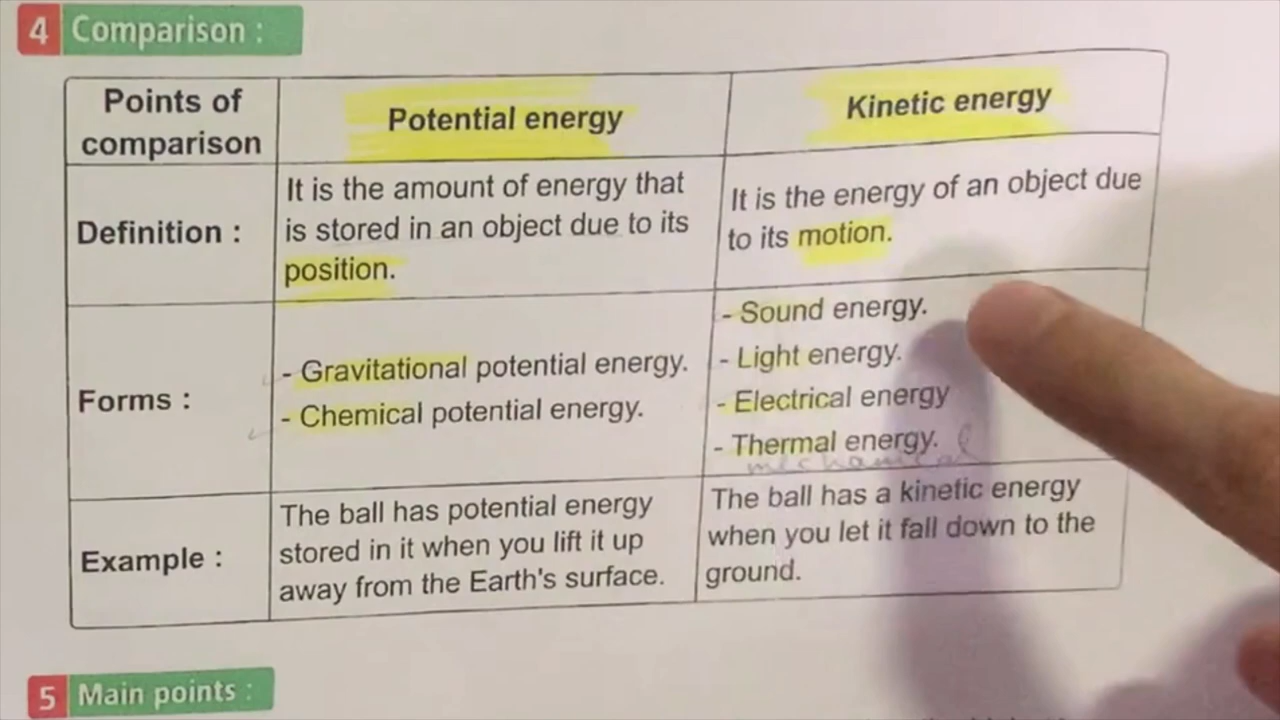 4 Comparison :
Points of
comparison
Potential energy
Kinetic energy
Definition :
It is the amount of energy that
is stored in an object due to its
position.
It is the energy of an object due
to its motion.
Forms :
- Gravitational potential energy.
- Chemical potential energy.
- Sound energy.
- Light energy.
- Electrical energy
- Thermal energy.
mechanical
Example :
The ball has potential energy
stored in it when you lift it up
away from the Earth's surface.
The ball has a kinetic energy
when you let it fall down to the
ground.
5 Main points :